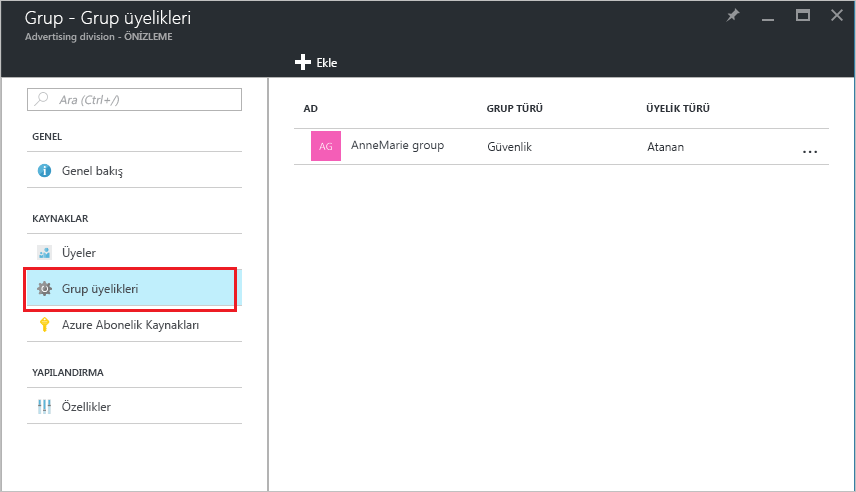 Grup - Grup üyelikleri
Advertising division - ÖNİZLEME
Ekle
Ara (Ctrl+/)
GENEL
Genel bakış
KAYNAKLAR
Üyeler
Grup üyelikleri
Azure Abonelik Kaynakları
YAPILANDIRMA
Özellikler
AD GRUP TÜRÜ ÜYELİK TÜRÜ
AG AnneMarie group Güvenlik Atanan ...